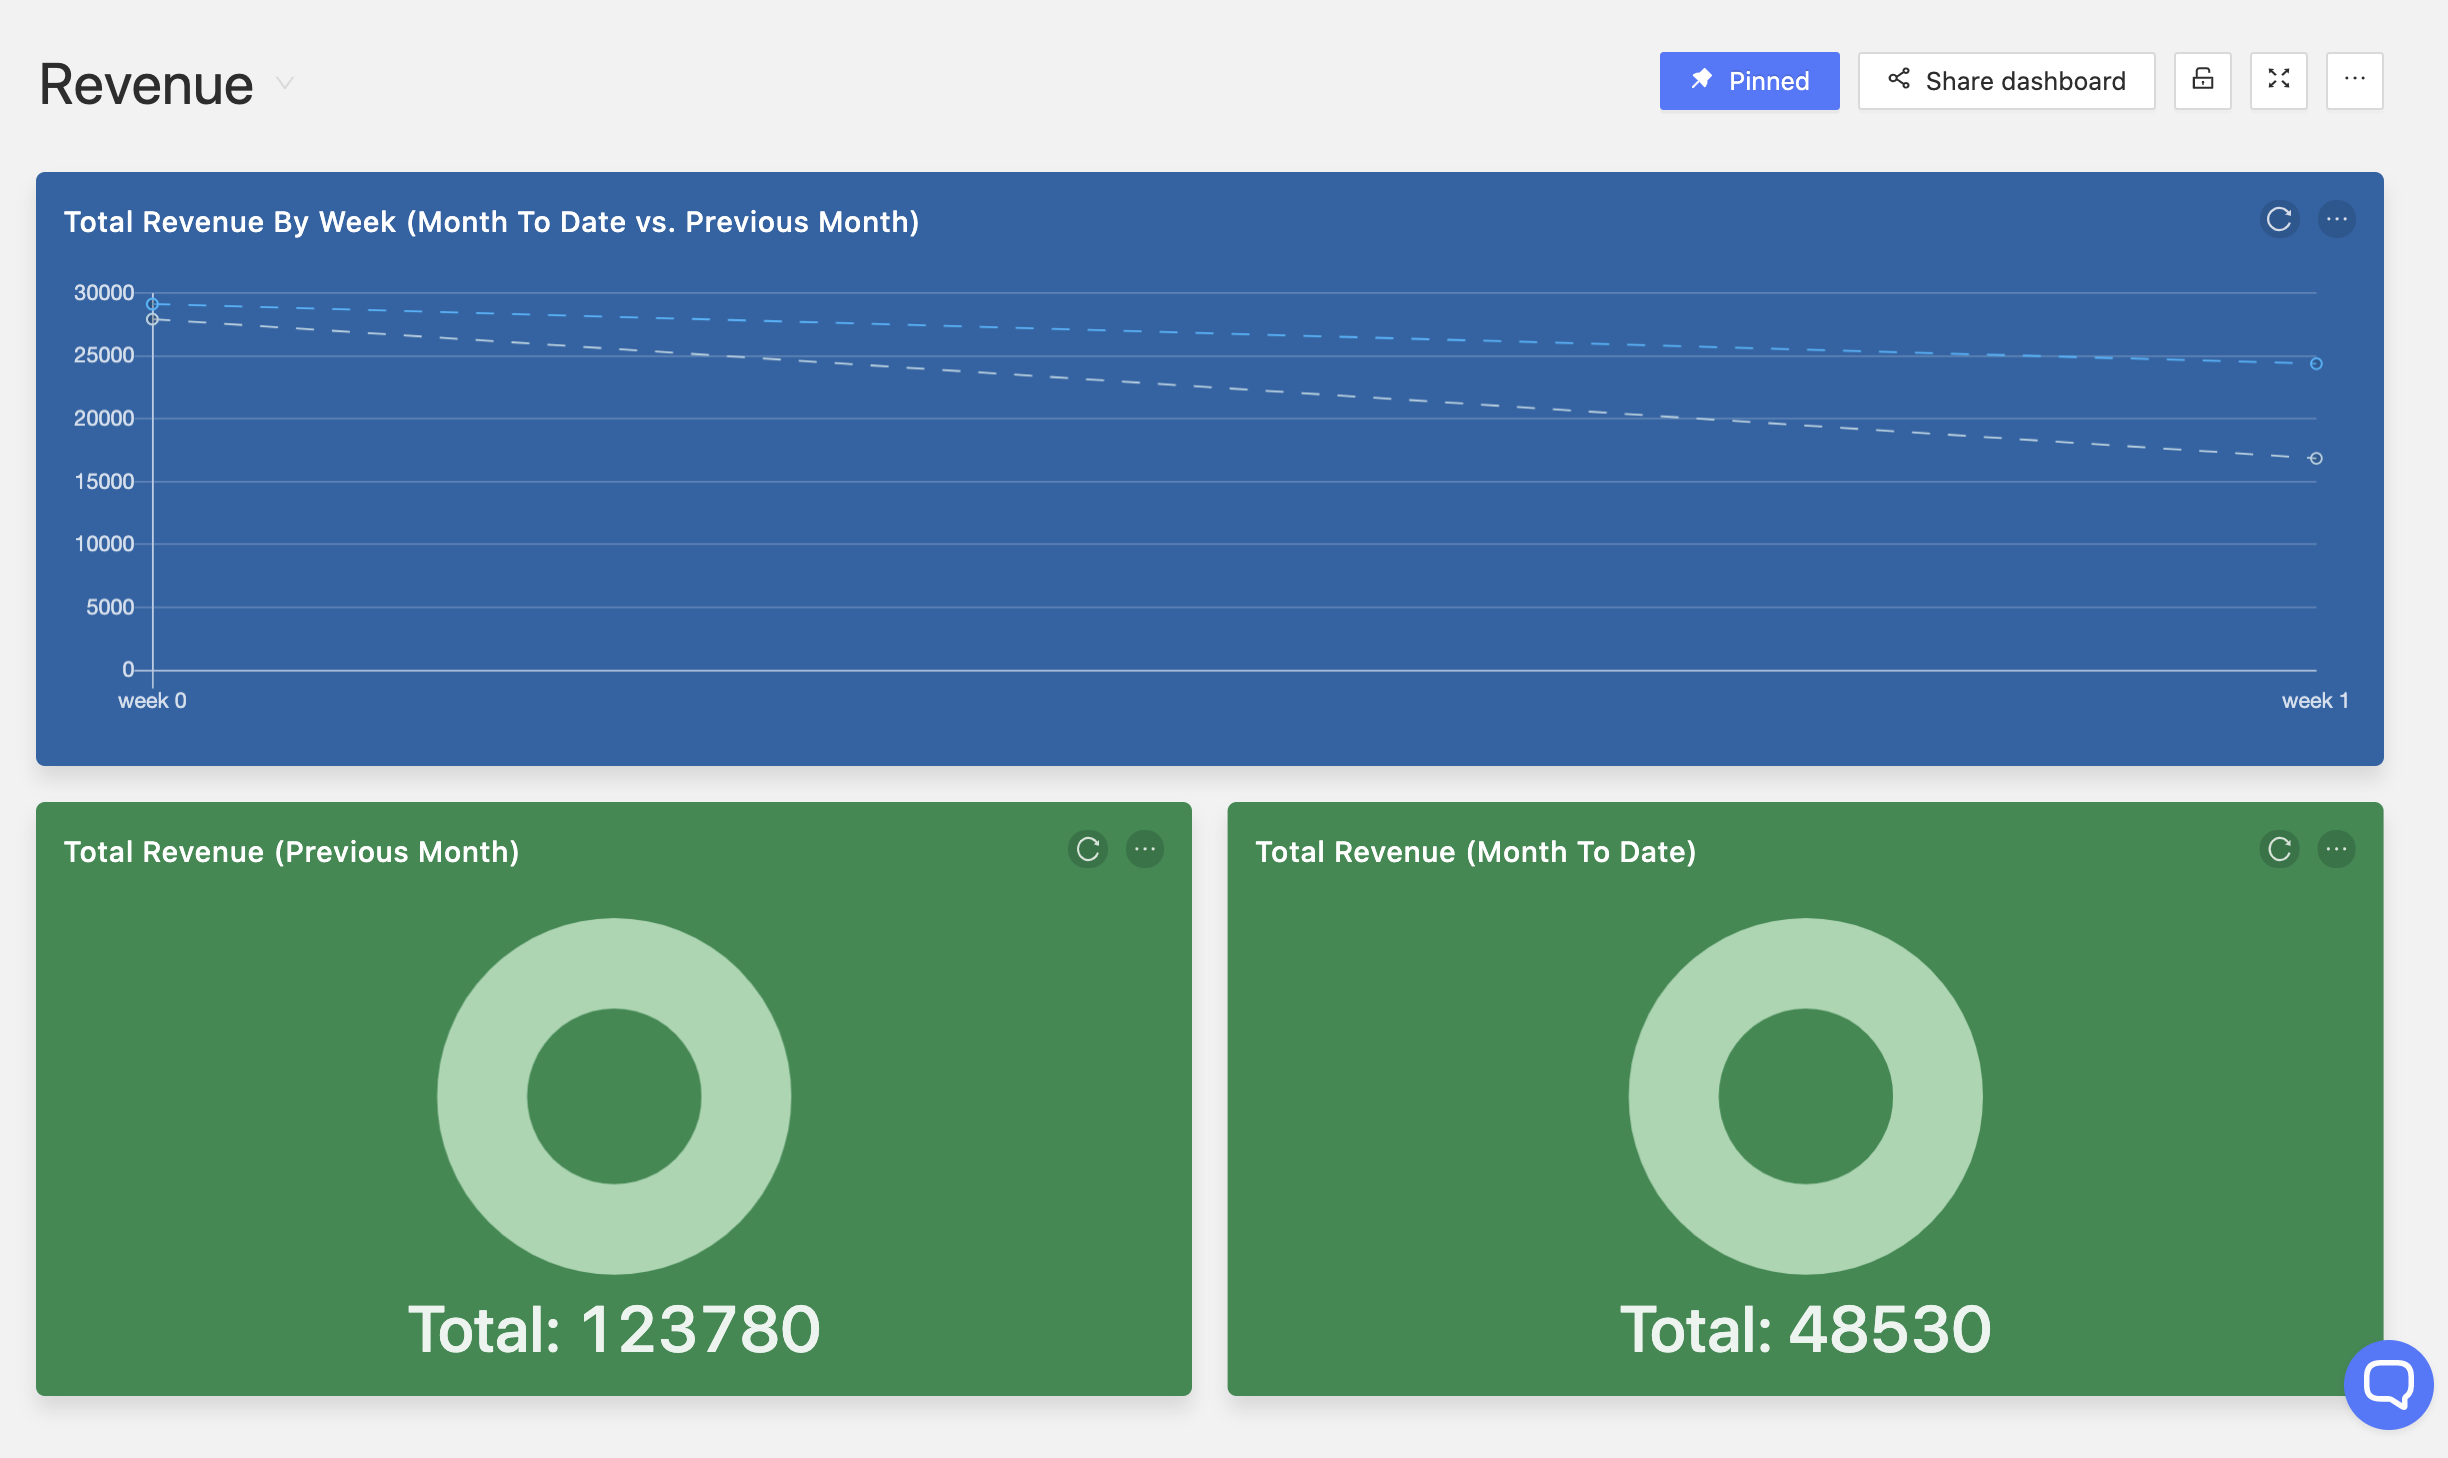 Revenue
Pinned
Share dashboard
Total Revenue By Week (Month To Date vs. Previous Month)
30000
25000
20000
15000
10000
5000
0
week 0
week 1
Total Revenue (Previous Month)
Total: 123780
Total Revenue (Month To Date)
Total: 48530